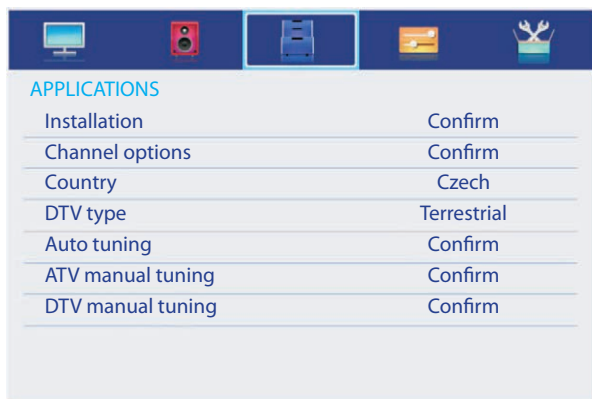 APPLICATIONS
Installation Confirm
Channel options Confirm
Country Czech
DTV type Terrestrial
Auto tuning Confirm
ATV manual tuning Confirm
DTV manual tuning Confirm